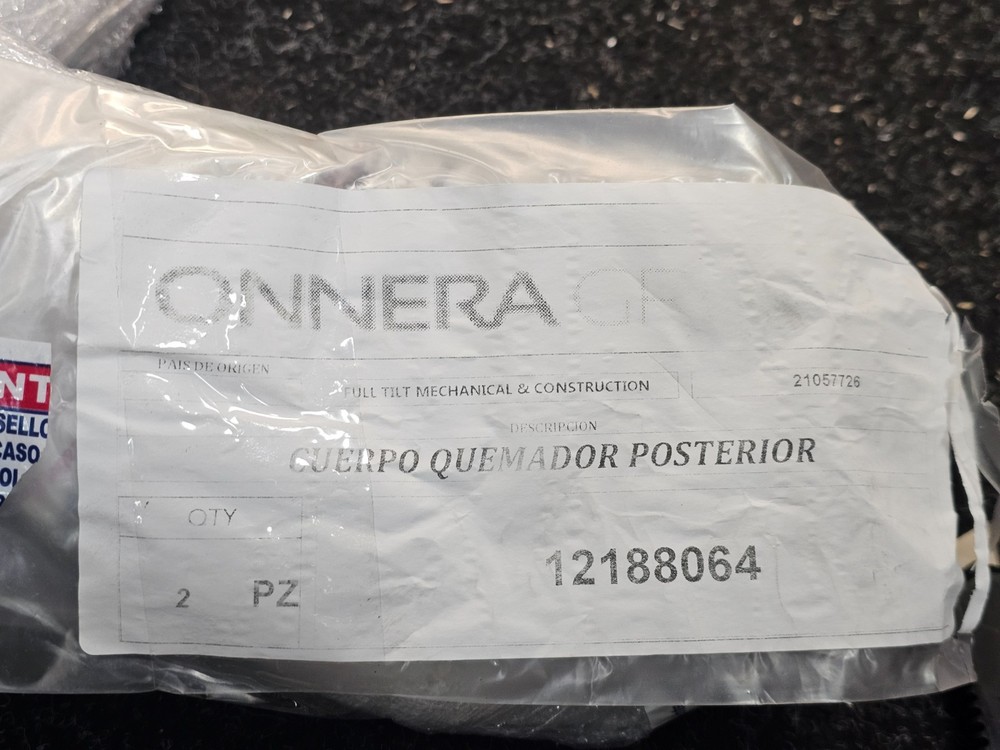 ONNERA GR
PAIS DE ORIGEN
FULL TILT MECHANICAL & CONSTRUCTION
21057726
DESCRIPCION
CUERPO QUEMADOR POSTERIOR
QTY
12188064
2 PZ
NT
SELLO
CASO